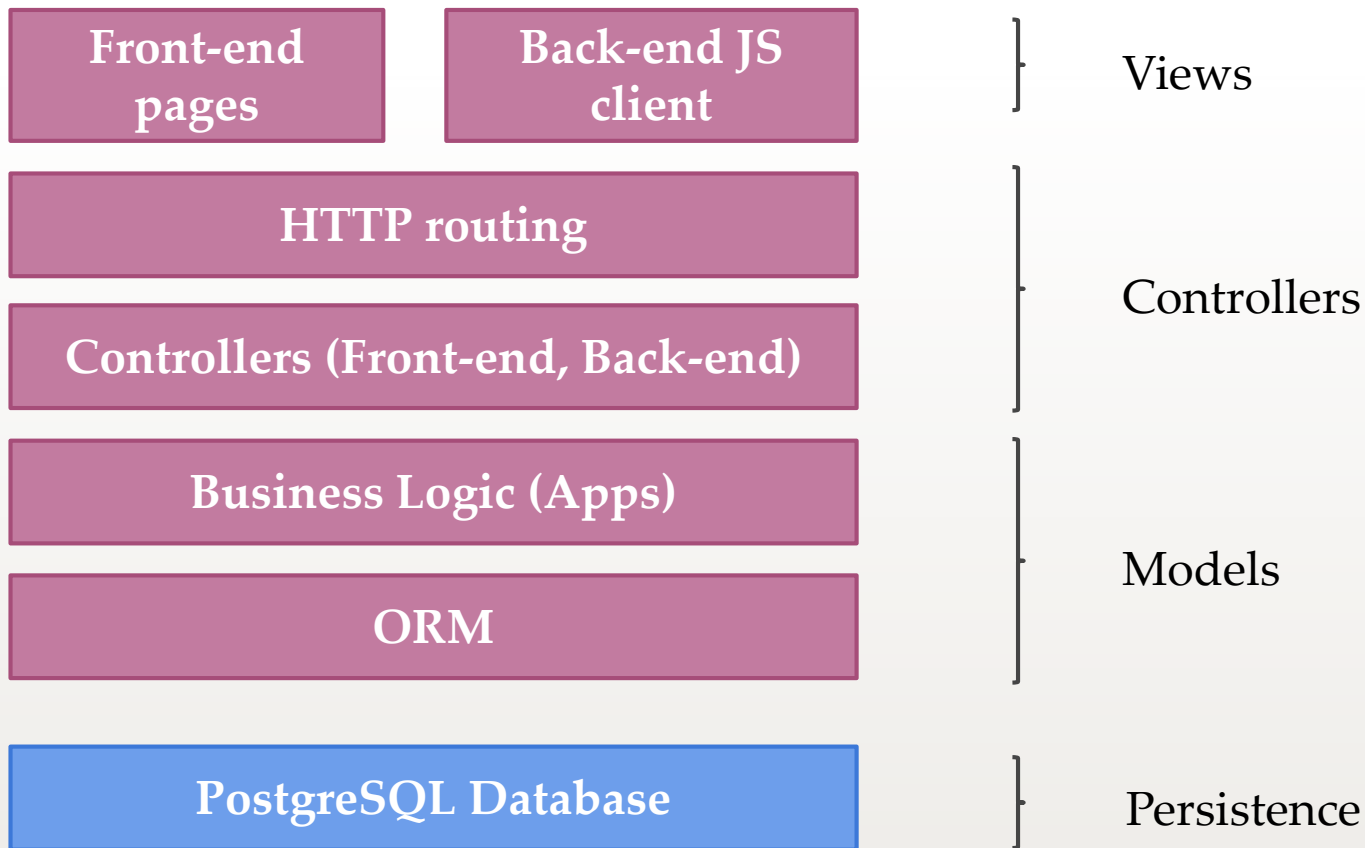 Front-end
pages
Back-end JS
client
Views
HTTP routing
Controllers
Controllers (Front-end, Back-end)
Business Logic (Apps)
Models
ORM
PostgreSQL Database
Persistence